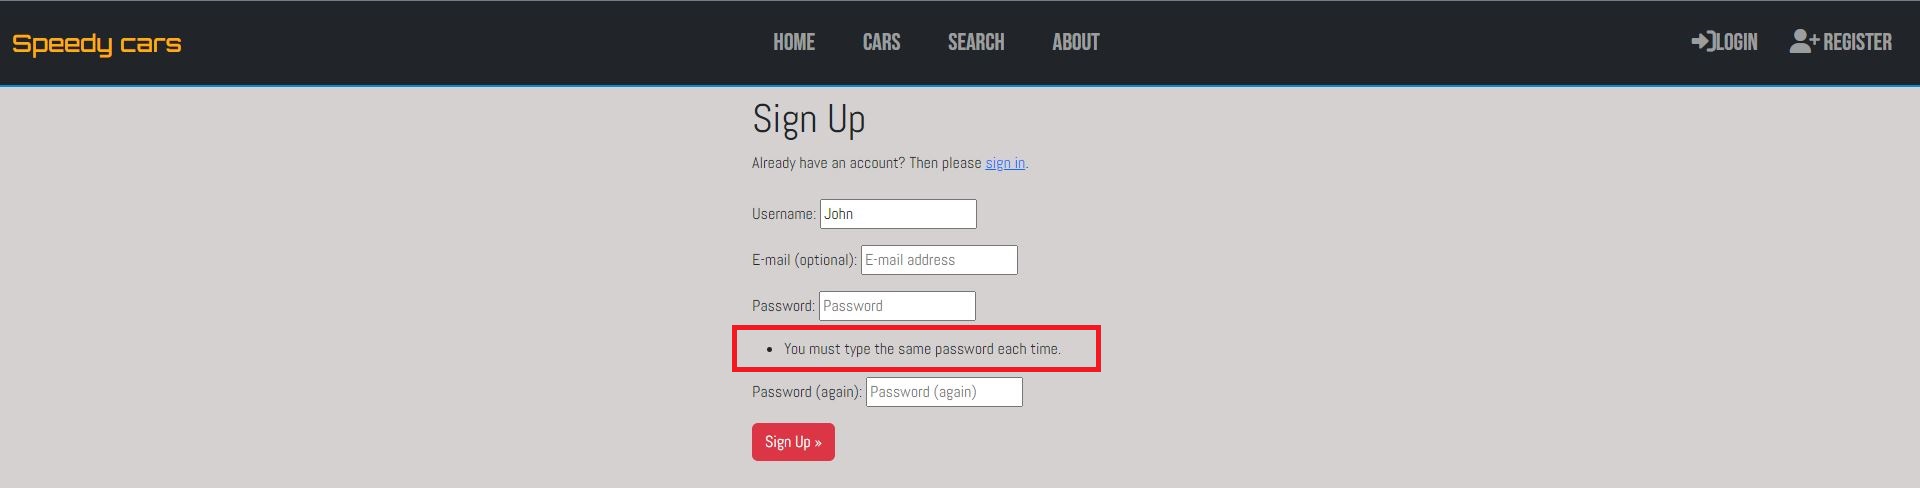 Speedy cars
HOME CARS SEARCH ABOUT
LOGIN REGISTER
Sign Up
Already have an account? Then please sign in.
Username: John
E-mail (optional): E-mail address
Password: Password
• You must type the same password each time.
Password (again): Password (again)
Sign Up »